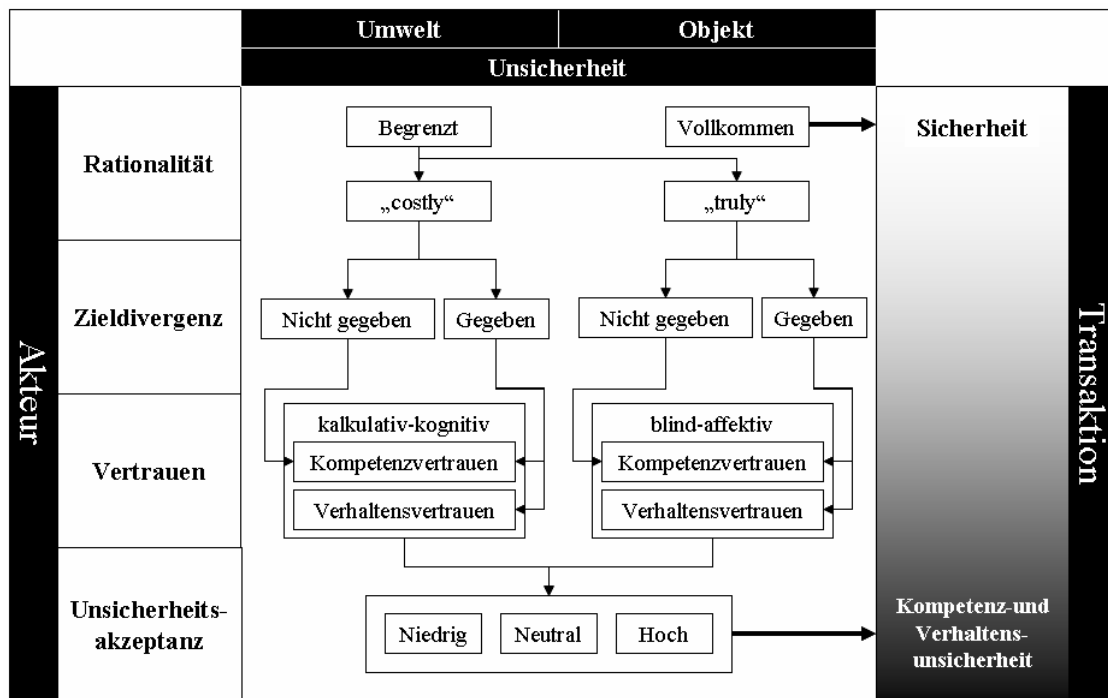 Umwelt
Objekt
Unsicherheit
Akteur
Rationalität
Begrenzt
Vollkommen
Sicherheit
„costly“
„truly“
Zieldivergenz
Nicht gegeben
Gegeben
Nicht gegeben
Gegeben
Transaktion
Vertrauen
kalkulativ-kognitiv
Kompetenzvertrauen
Verhaltensvertrauen
blind-affektiv
Kompetenzvertrauen
Verhaltensvertrauen
Unsicherheits-
akzeptanz
Niedrig
Neutral
Hoch
Kompetenz-und
Verhaltens-
unsicherheit